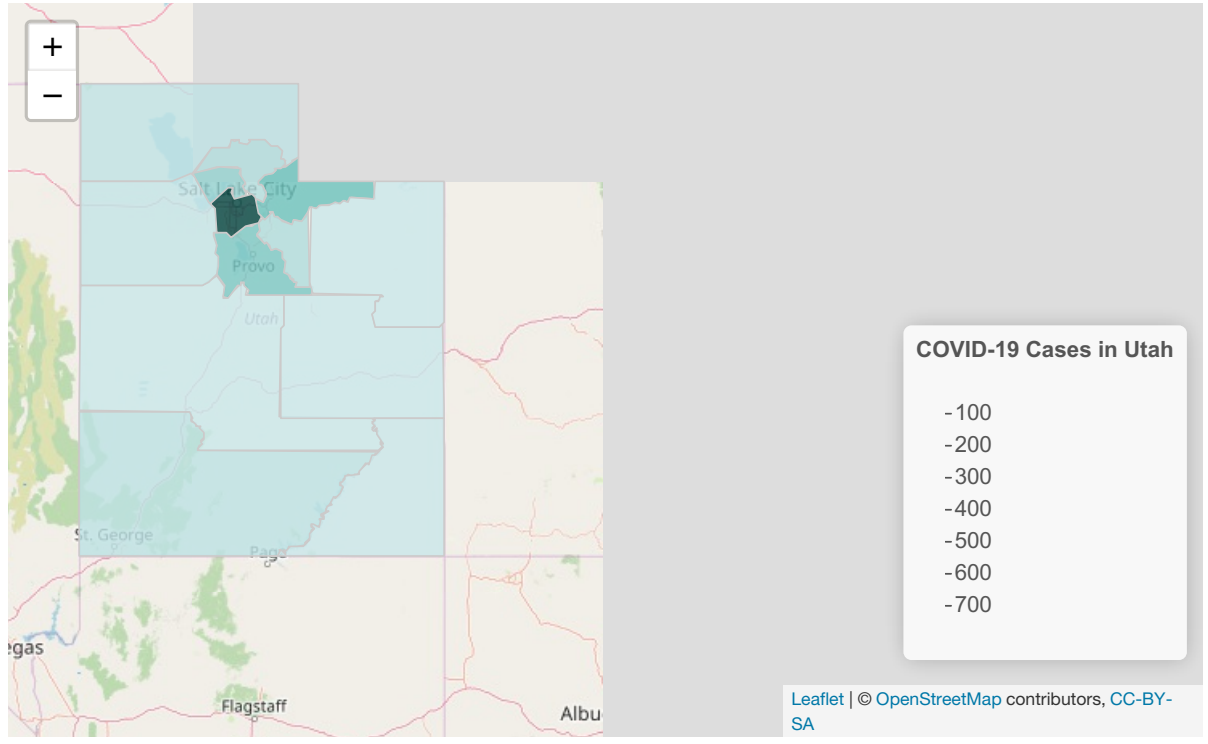 +
−
Salt Lake City
Provo
Utah
St. George
Page
egas
Flagstaff
Albu
COVID-19 Cases in Utah
-100
-200
-300
-400
-500
-600
-700
Leaflet | © OpenStreetMap contributors, CC-BY-
SA